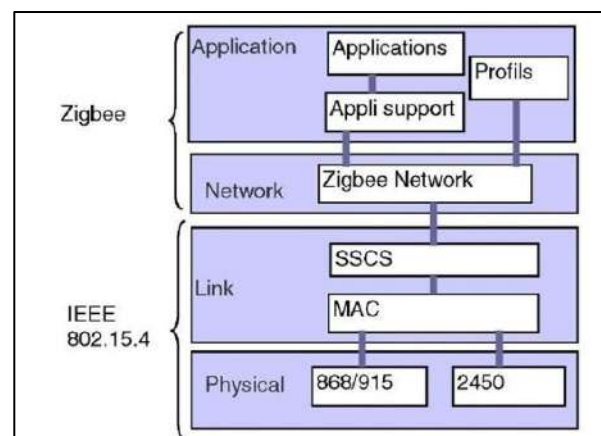 Application
Applications
Profils
Appli support
Zigbee
Network
Zigbee Network
SSCS
Link
MAC
IEEE
802.15.4
Physical
868/915
2450